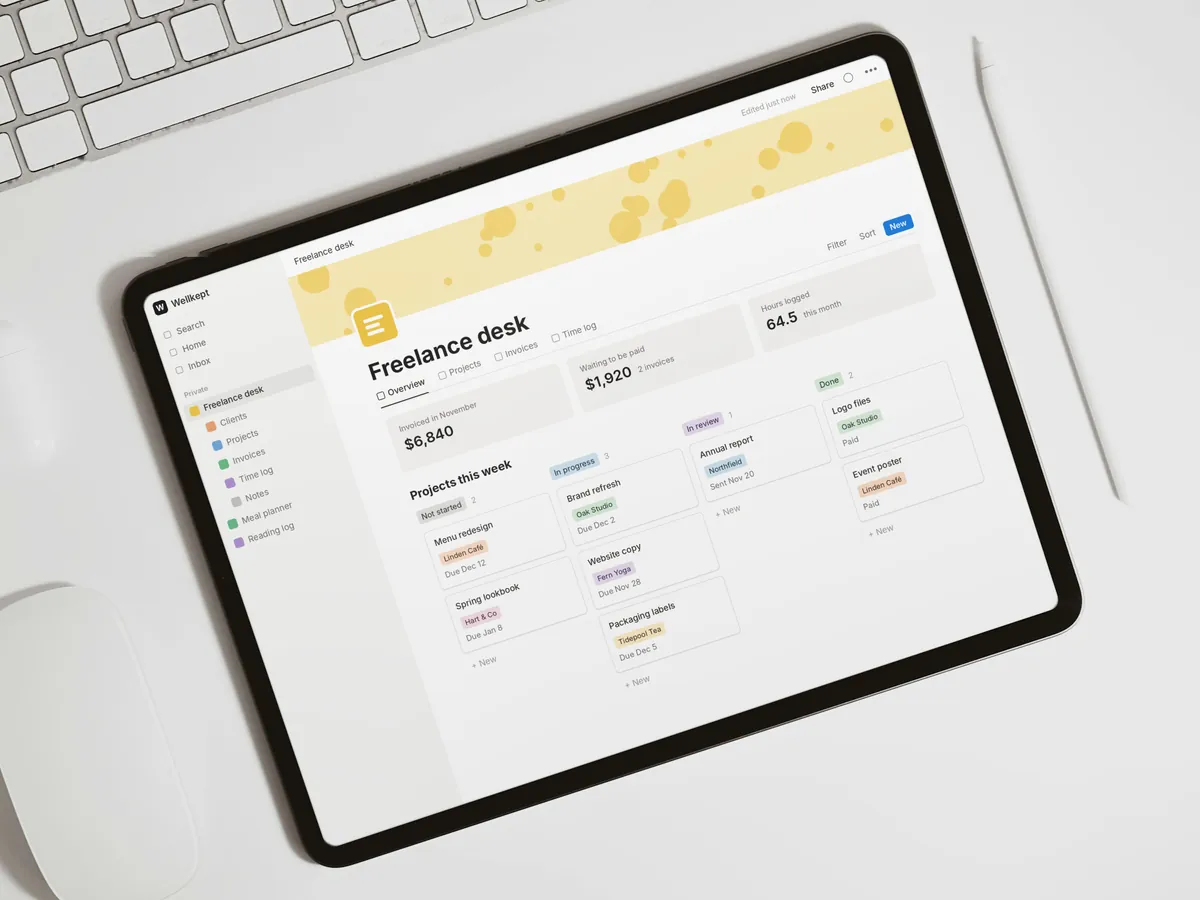 Edited just now
Share
Freelance desk
W
Wellkept
Search
Home
Inbox
Private
Freelance desk
Clients
Projects
Invoices
Time log
Notes
Meal planner
Reading log
Freelance desk
Filter
Sort
New
Overview
Projects
Invoices
Time log
Invoiced in November
$6,840
Waiting to be paid
$1,920 2 invoices
Hours logged
64.5 this month
Projects this week
Not started 2
Menu redesign
Linden Café
Due Dec 12
Spring lookbook
Hart & Co
Due Jan 8
+ New
In progress 3
Brand refresh
Oak Studio
Due Dec 2
Website copy
Fern Yoga
Due Nov 28
Packaging labels
Tidepool Tea
Due Dec 5
+ New
In review 1
Annual report
Northfield
Sent Nov 20
+ New
Done 2
Logo files
Oak Studio
Paid
Event poster
Linden Café
Paid
+ New